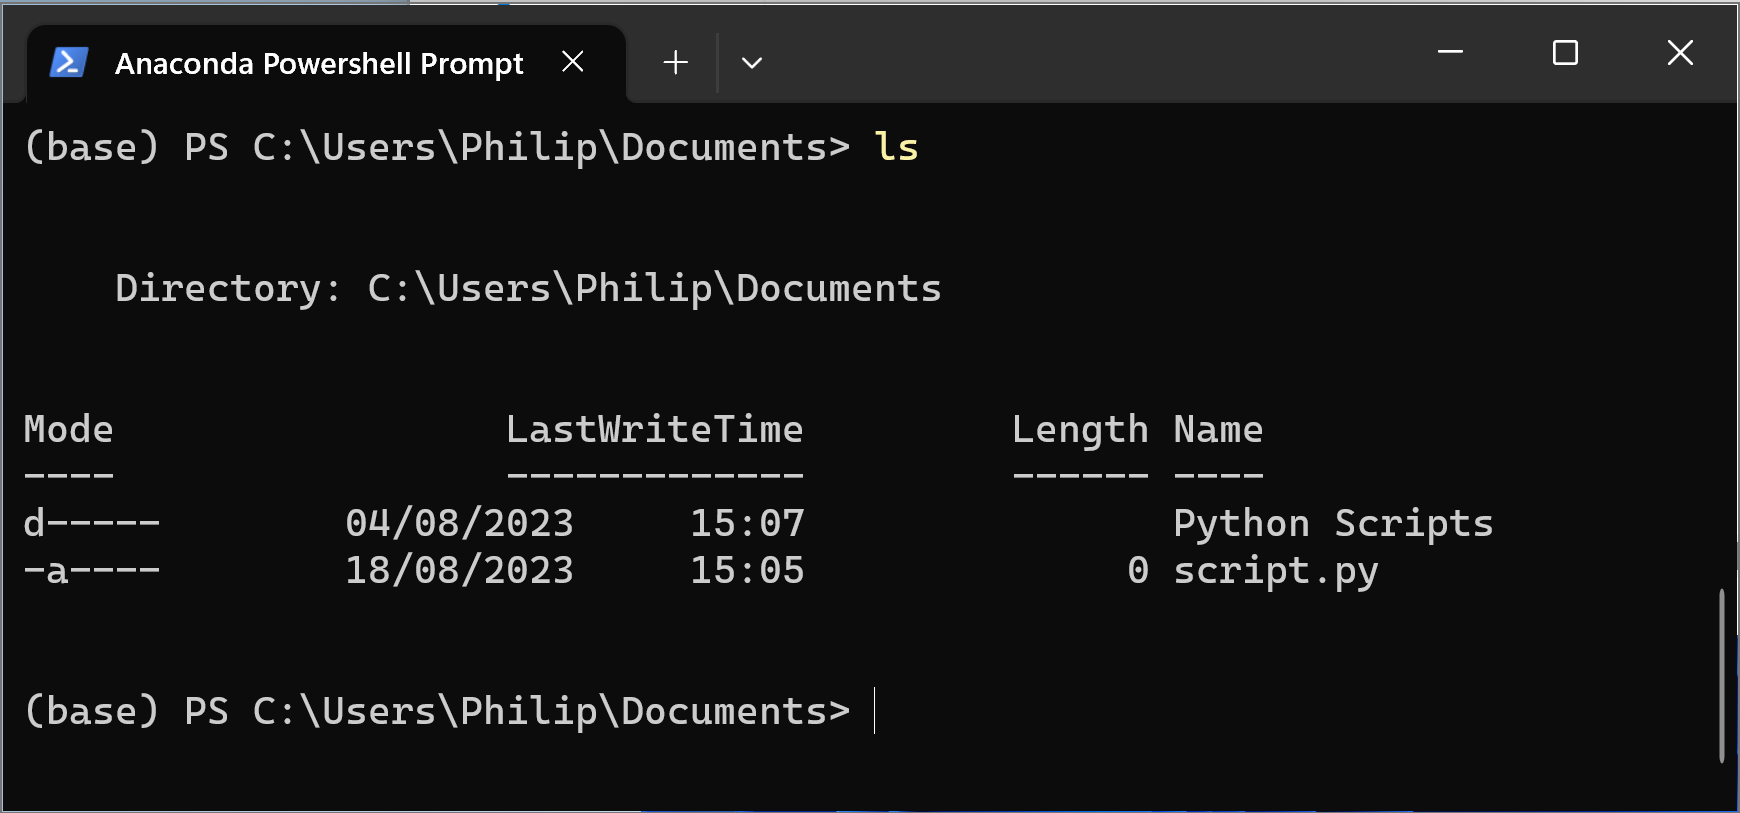 Anaconda Powershell Prompt
(base) PS C:\Users\Philip\Documents> ls
Directory: C:\Users\Philip\Documents
Mode                 LastWriteTime         Length Name
----                 -------------         ------ ----
d-----        04/08/2023     15:07                Python Scripts
-a----        18/08/2023     15:05              0 script.py
(base) PS C:\Users\Philip\Documents>